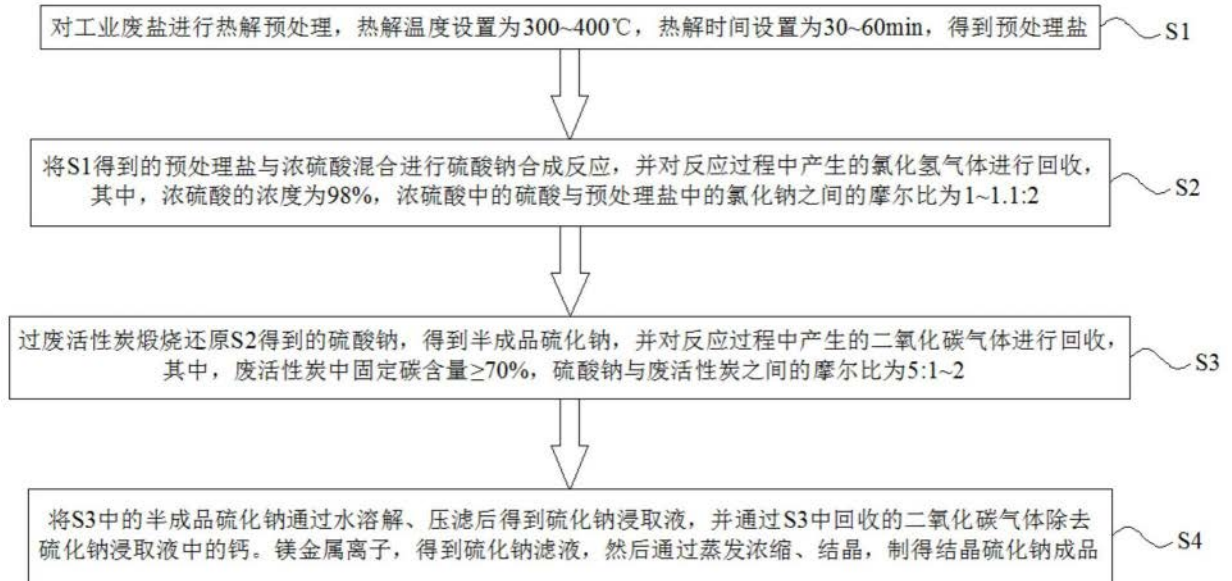 对工业废盐进行热解预处理，热解温度设置为300~400℃，热解时间设置为30~60min，得到预处理盐
S1
将S1得到的预处理盐与浓硫酸混合进行硫酸钠合成反应，并对反应过程中产生的氯化氢气体进行回收，
其中，浓硫酸的浓度为98%，浓硫酸中的硫酸与预处理盐中的氯化钠之间的摩尔比为1~1.1:2
S2
过废活性炭煅烧还原S2得到的硫酸钠，得到半成品硫化钠，并对反应过程中产生的二氧化碳气体进行回收，
其中，废活性炭中固定碳含量≥70%，硫酸钠与废活性炭之间的摩尔比为5:1~2
S3
将S3中的半成品硫化钠通过水溶解、压滤后得到硫化钠浸取液，并通过S3中回收的二氧化碳气体除去
硫化钠浸取液中的钙。镁金属离子，得到硫化钠滤液，然后通过蒸发浓缩、结晶，制得结晶硫化钠成品
S4